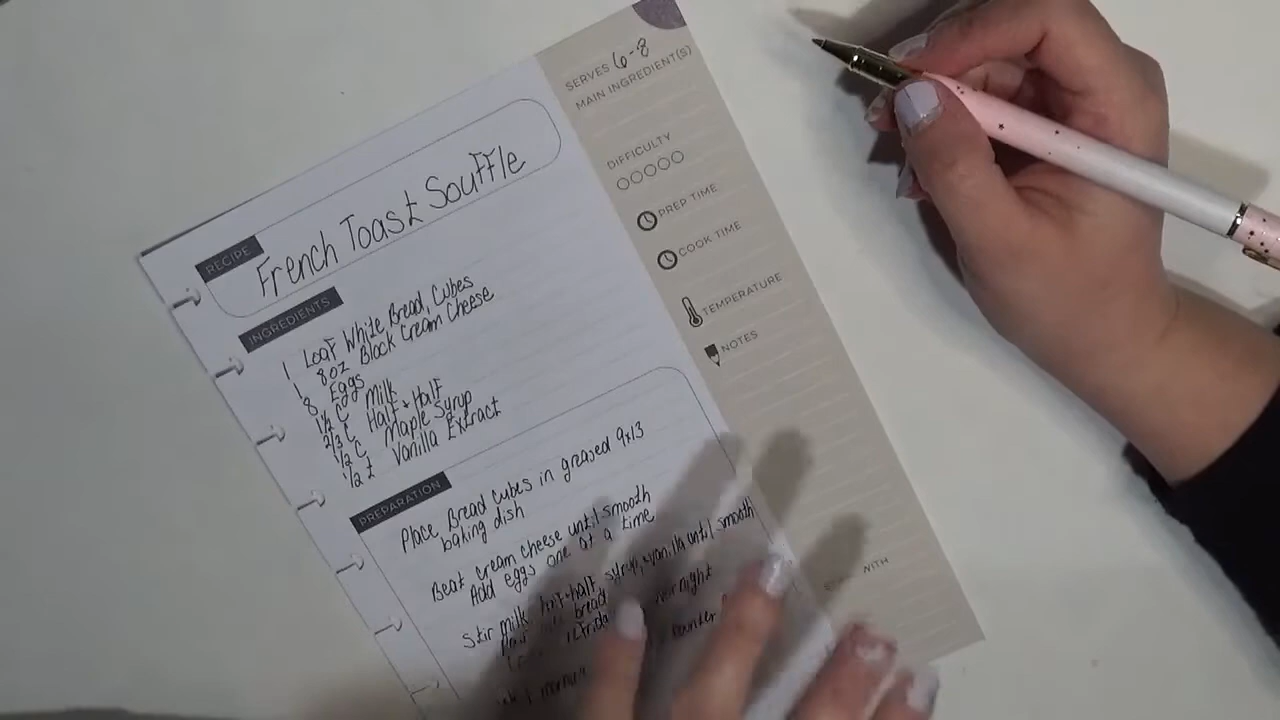 RECIPE
French Toast Souffle
INGREDIENTS
1 Loaf White Bread, Cubes
1 8oz Block Cream Cheese
8 Eggs
1½ C Milk
2/3 C Half + Half
1/2 C Maple Syrup
1/2 t Vanilla Extract
PREPARATION
Place Bread cubes in greased 9x13
baking dish
Beat cream cheese until smooth
Add eggs one at a time
Stir milk, half+half, syrup, +vanilla until smooth
bread
SERVES 6-8
MAIN INGREDIENT(S)
DIFFICULTY
PREP TIME
COOK TIME
TEMPERATURE
NOTES
WITH